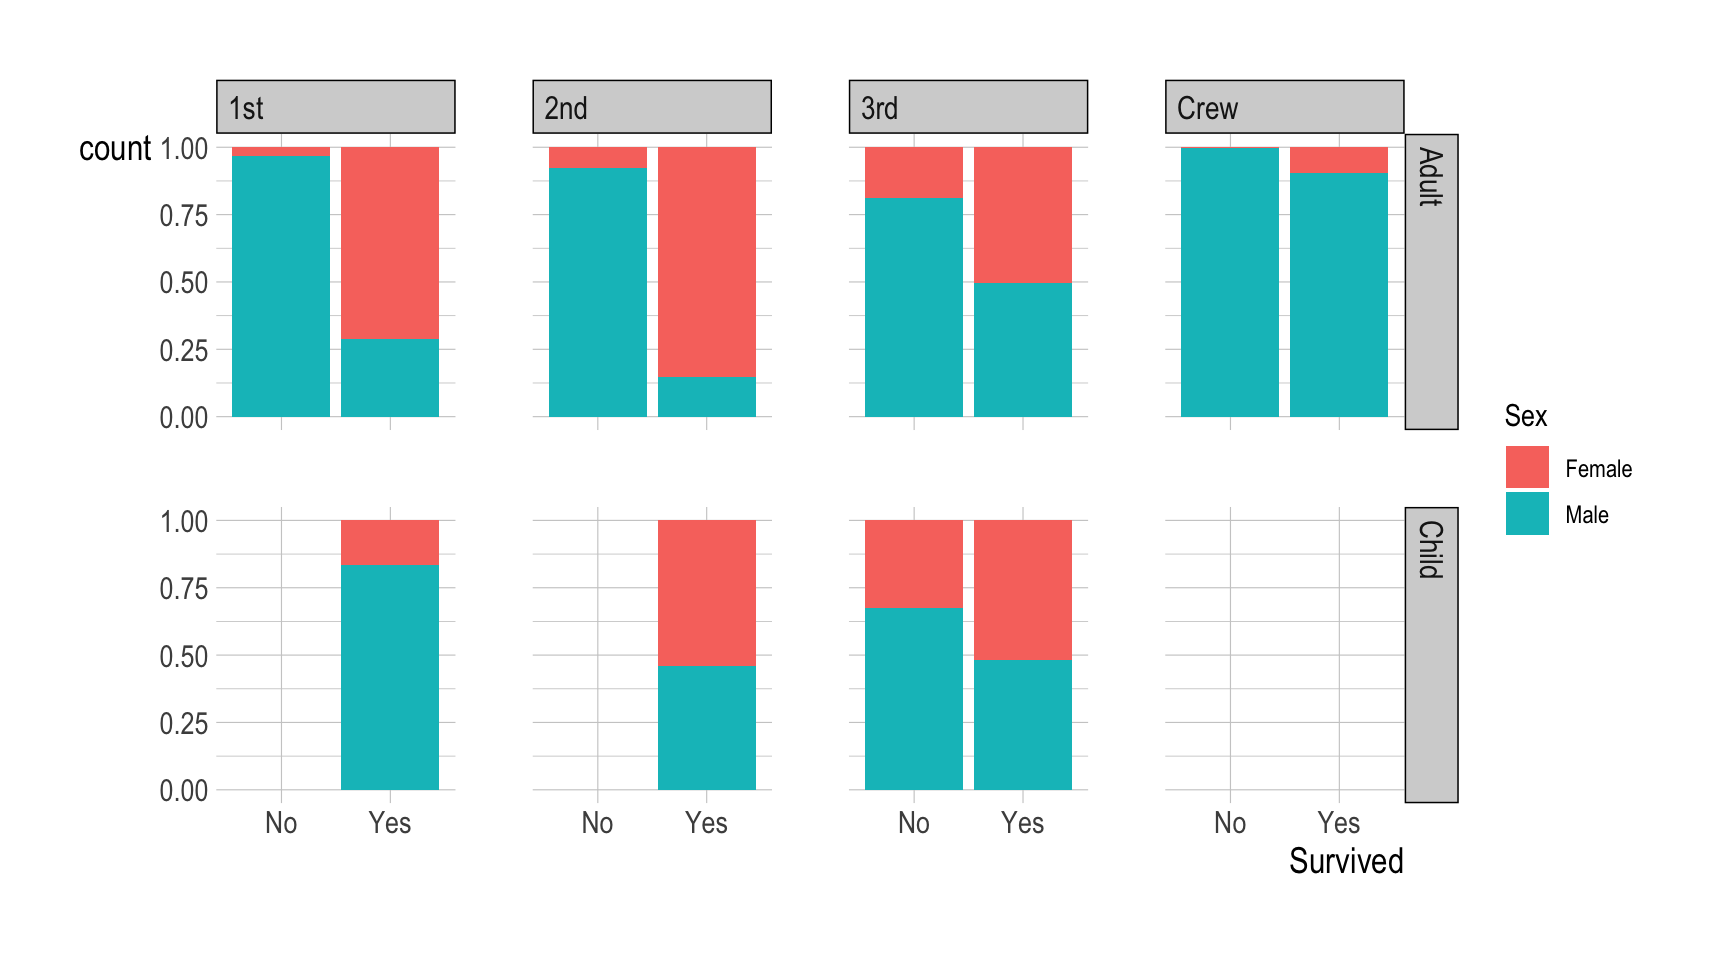 1st 2nd 3rd Crew
count 1.00
0.75
0.50
0.25
0.00
Adult
1.00
0.75
0.50
0.25
0.00
Child
No Yes No Yes No Yes No Yes
Survived
Sex
Female
Male